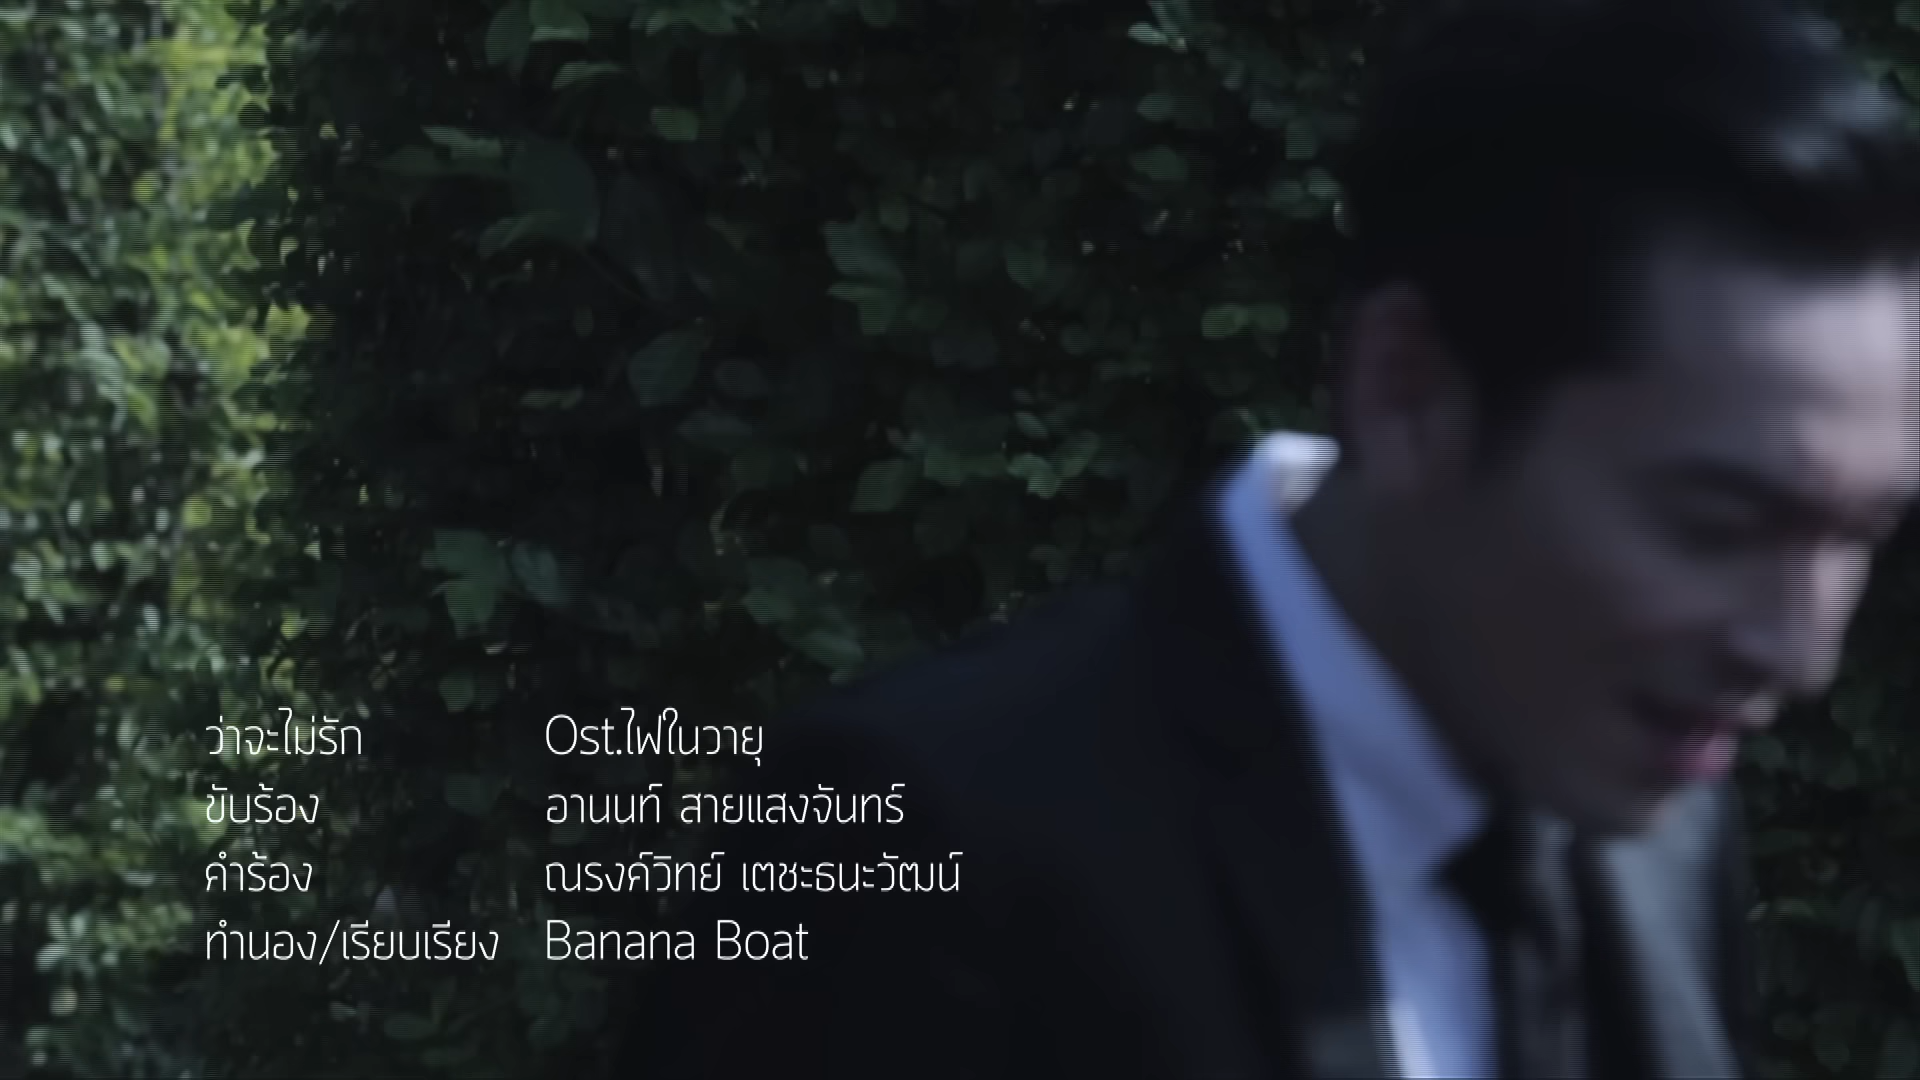 ว่าจะไม่รัก Ost.ไฟในวายุ
ขับร้อง อานนท์ สายแสงจันทร์
คำร้อง ณรงค์วิทย์ เตชะธนะวัฒน์
ทำนอง/เรียบเรียง Banana Boat